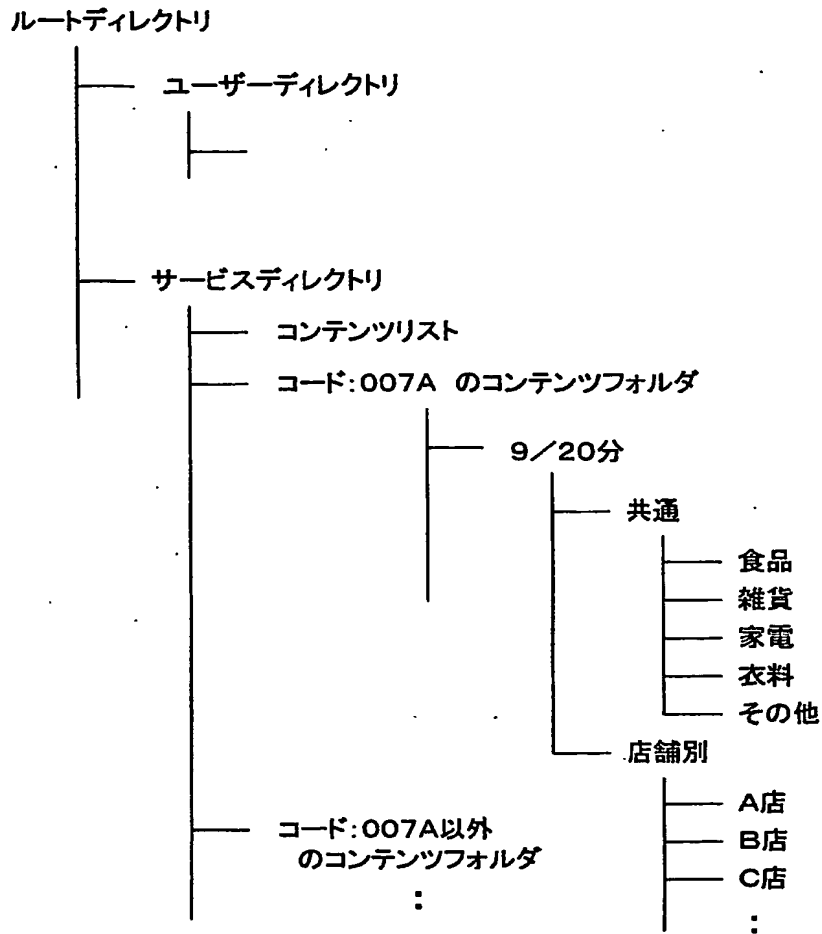 ルートディレクトリ
ユーザーディレクトリ
サービスディレクトリ
コンテンツリスト
コード:007A のコンテンツフォルダ
9／20分
共通
食品
雑貨
家電
衣料
その他
店舗別
A店
B店
C店
:
コード:007A以外
のコンテンツフォルダ
: